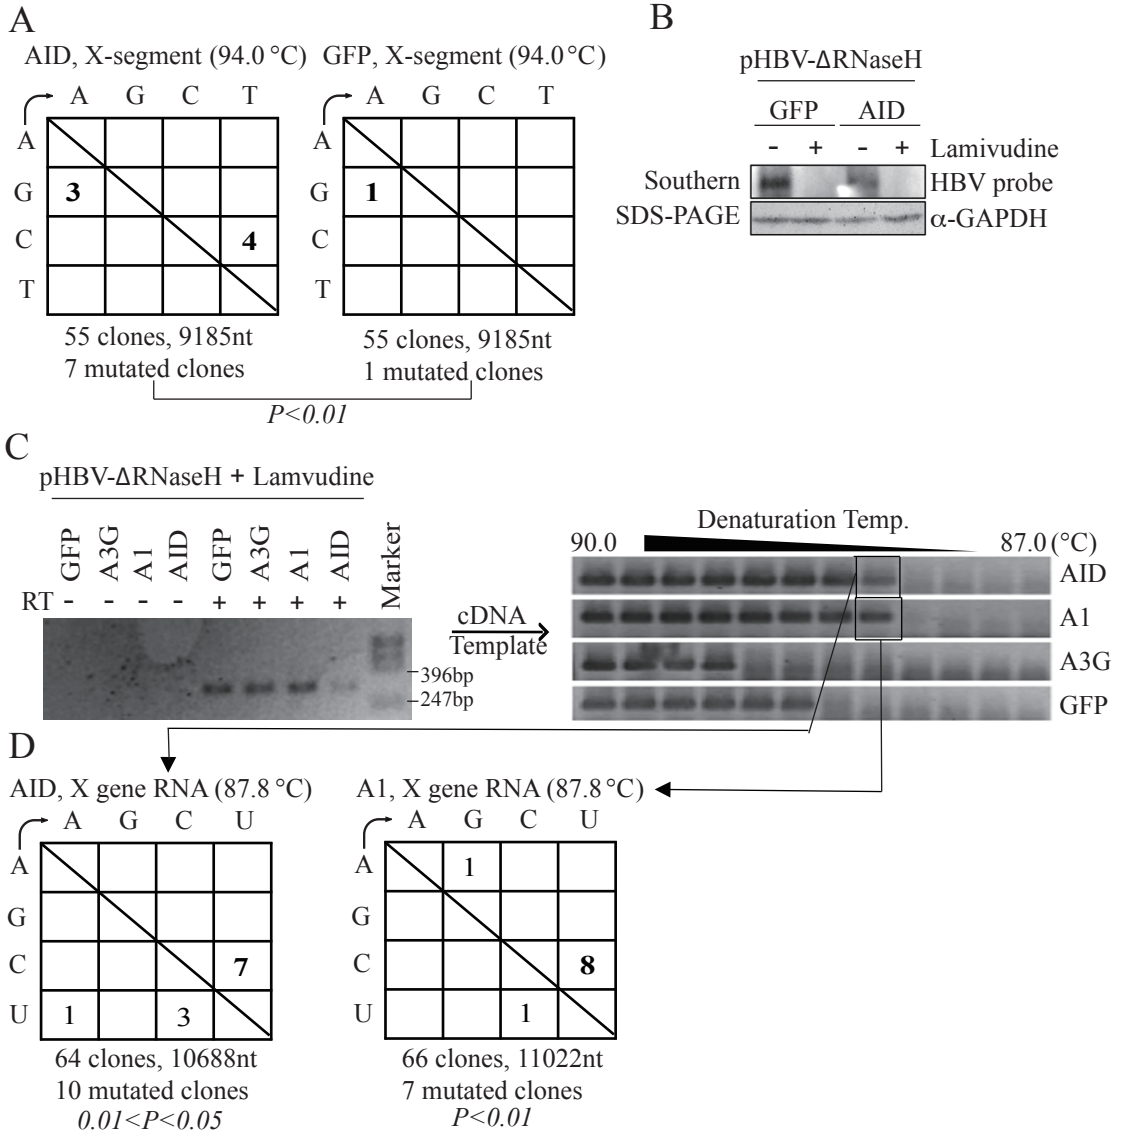 A
AID, X-segment (94.0 °C)
A G C T
A
G 3
C 4
T
55 clones, 9185nt
7 mutated clones
GFP, X-segment (94.0 °C)
A G C T
A
G 1
C
T
55 clones, 9185nt
1 mutated clones
P<0.01
B
pHBV-ΔRNaseH
GFP AID
- + - + Lamivudine
Southern HBV probe
SDS-PAGE α-GAPDH
C
pHBV-ΔRNaseH + Lamvudine
GFP A3G A1 AID GFP A3G A1 AID Marker
RT - - - - + + + +
396bp
247bp
cDNA
Template
Denaturation Temp.
90.0 87.0 (°C)
AID
A1
A3G
GFP
D
AID, X gene RNA (87.8 °C)
A G C U
A
G
C 7
U 1 3
64 clones, 10688nt
10 mutated clones
0.01<P<0.05
A1, X gene RNA (87.8 °C)
A G C U
A 1
G
C 8
U 1
66 clones, 11022nt
7 mutated clones
P<0.01